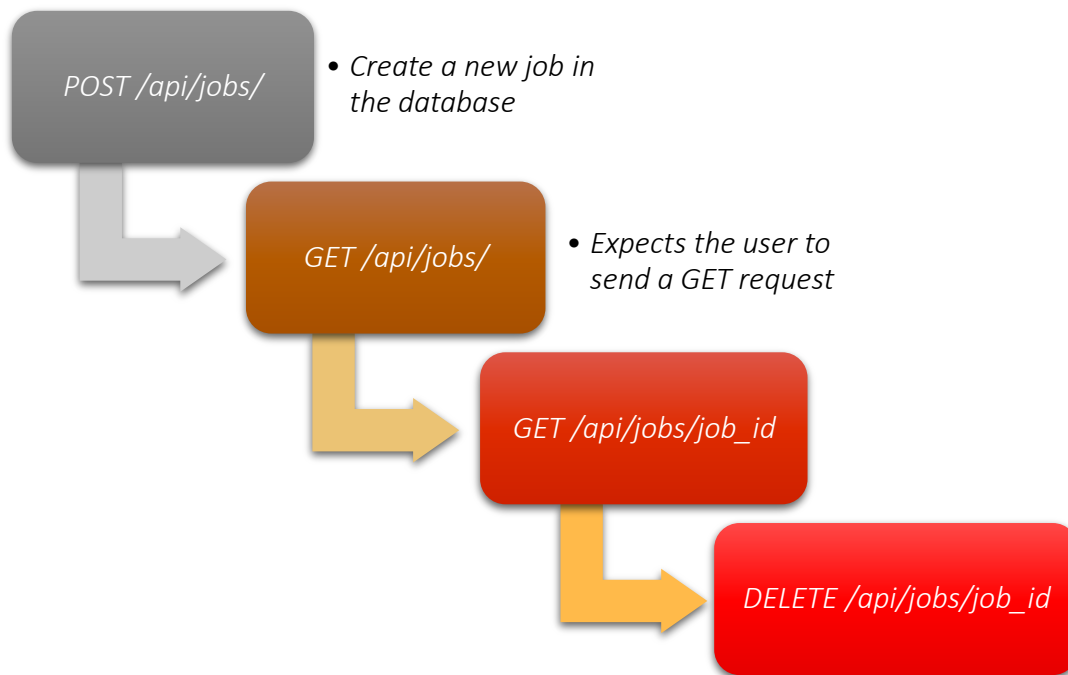 POST /api/jobs/
• Create a new job in
the database
GET /api/jobs/
• Expects the user to
send a GET request
GET /api/jobs/job_id
DELETE /api/jobs/job_id